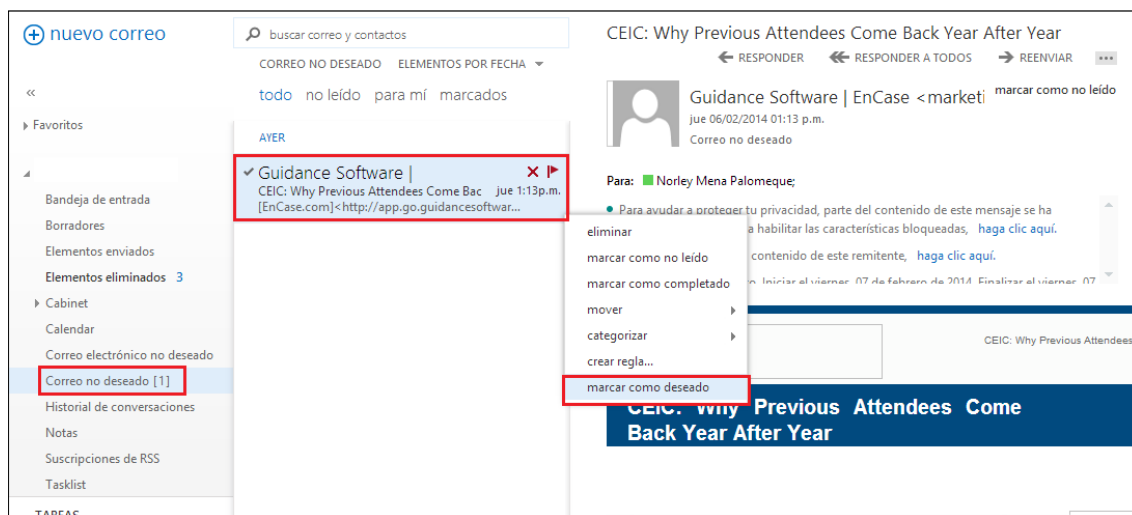 nuevo correo
«
Favoritos
Bandeja de entrada
Borradores
Elementos enviados
Elementos eliminados 3
Cabinet
Calendar
Correo electrónico no deseado
Correo no deseado [1]
Historial de conversaciones
Notas
Suscripciones de RSS
Tasklist
TAREAS
buscar correo y contactos
CORREO NO DESEADO ELEMENTOS POR FECHA
todo no leído para mí marcados
AYER
Guidance Software |
CEIC: Why Previous Attendees Come Bac jue 1:13p.m.
[EnCase.com]<http://app.go.guidancesoftwar...
eliminar
marcar como no leído
marcar como completado
mover
categorizar
crear regla...
marcar como deseado
CEIC: Why Previous Attendees Come Back Year After Year
RESPONDER RESPONDER A TODOS REENVIAR ...
marcar como no leído
Guidance Software | EnCase <marketi
jue 06/02/2014 01:13 p.m.
Correo no deseado
Para: Norley Mena Palomeque;
Para ayudar a proteger tu privacidad, parte del contenido de este mensaje se ha
a habilitar las características bloqueadas, haga clic aquí.
contenido de este remitente, haga clic aquí.
Iniciar el viernes, 07 de febrero de 2014. Finalizar el viernes, 07
CEIC: Why Previous Attendees
CEIC: Why Previous Attendees Come
Back Year After Year